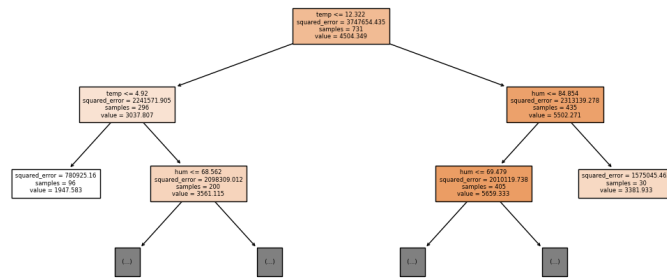 temp <= 12.322
squared_error = 3747654.435
samples = 731
value = 4504.349
temp <= 4.92
squared_error = 2241571.905
samples = 296
value = 3037.807
hum <= 84.854
squared_error = 2313139.278
samples = 435
value = 5502.271
squared_error = 780925.16
samples = 96
value = 1947.583
hum <= 68.562
squared_error = 2098309.012
samples = 200
value = 3561.115
hum <= 69.479
squared_error = 2010119.738
samples = 405
value = 5659.333
squared_error = 1575045.46
samples = 30
value = 3381.933
(...)
(...)
(...)
(...)